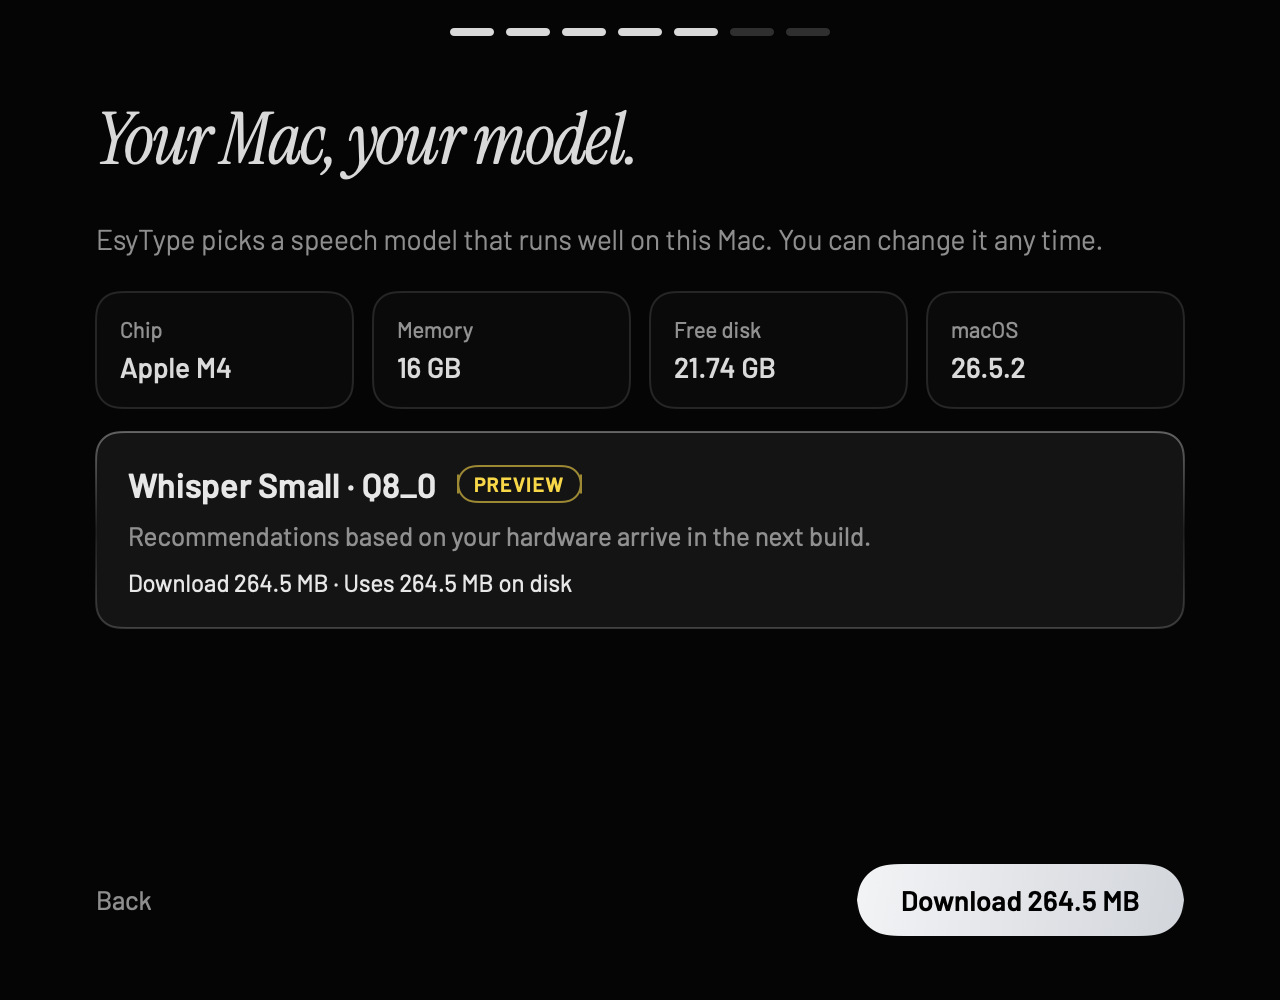 Your Mac, your model.
EsyType picks a speech model that runs well on this Mac. You can change it any time.
Chip
Apple M4
Memory
16 GB
Free disk
21.74 GB
macOS
26.5.2
Whisper Small · Q8_0 PREVIEW
Recommendations based on your hardware arrive in the next build.
Download 264.5 MB · Uses 264.5 MB on disk
Back
Download 264.5 MB